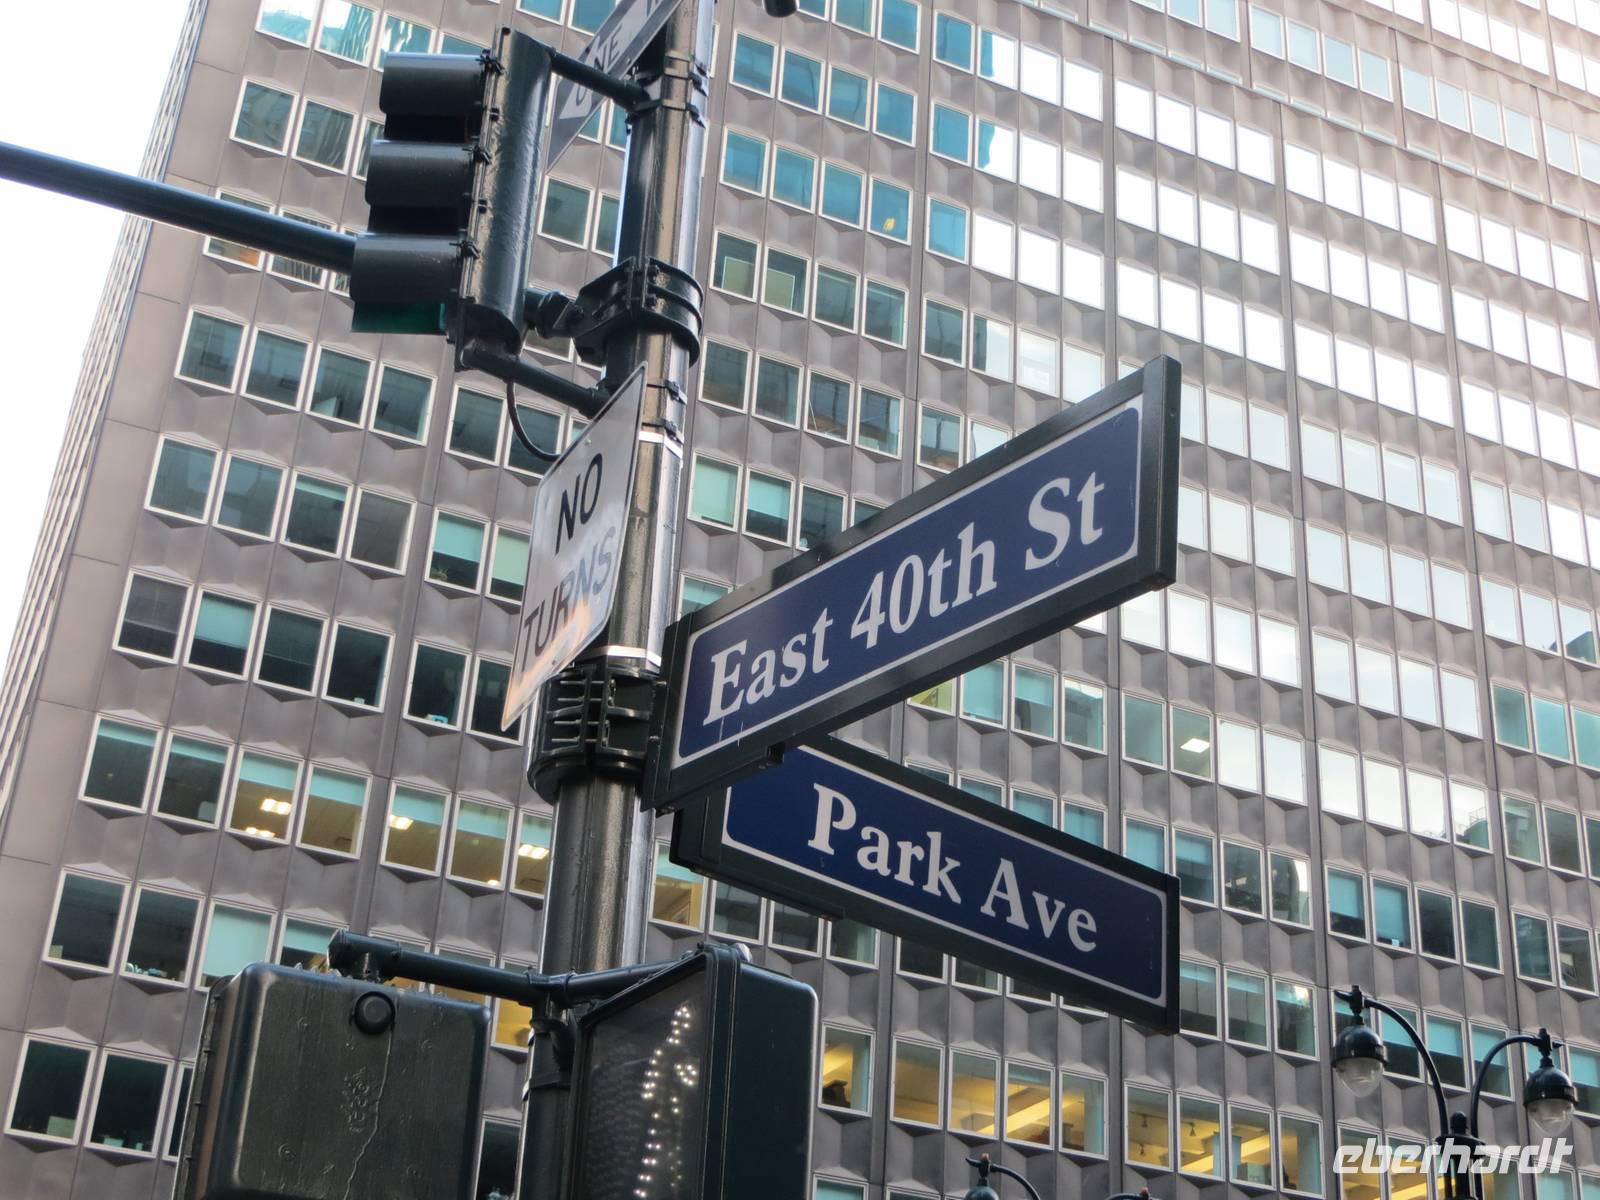 NO
TURNS
East 40th St
Park Ave
eberhardt